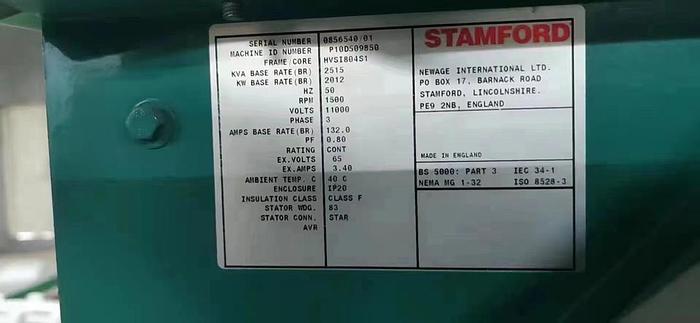 SERIAL NUMBER 0856540/01
MACHINE ID NUMBER P10DS09850
FRAME/CORE HVSI804S1
KVA BASE RATE(BR) 2515
KW BASE RATE(BR) 2012
HZ 50
RPM 1500
VOLTS 11000
PHASE 3
AMPS BASE RATE(BR) 132.0
PF 0.80
RATING CONT
EX.VOLTS 65
EX.AMPS 3.40
AMBIENT TEMP. C 40 C
ENCLOSURE IP20
INSULATION CLASS CLASS F
STATOR WDG. 83
STATOR CONN. STAR
AVR
STAMFORD
NEWAGE INTERNATIONAL LTD.
PO BOX 17, BARNACK ROAD
STAMFORD, LINCOLNSHIRE.
PE9 2NB, ENGLAND
MADE IN ENGLAND
BS 5000: PART 3 IEC 34-1
NEMA MG 1-32 ISO 8528-3